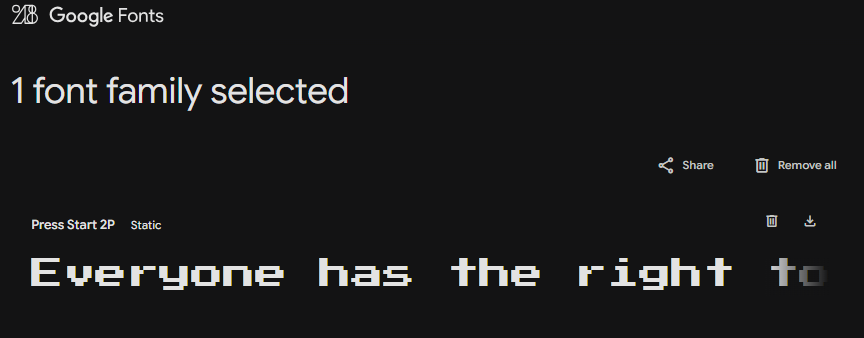 Google Fonts
1 font family selected
Share Remove all
Press Start 2P Static
Everyone has the right to